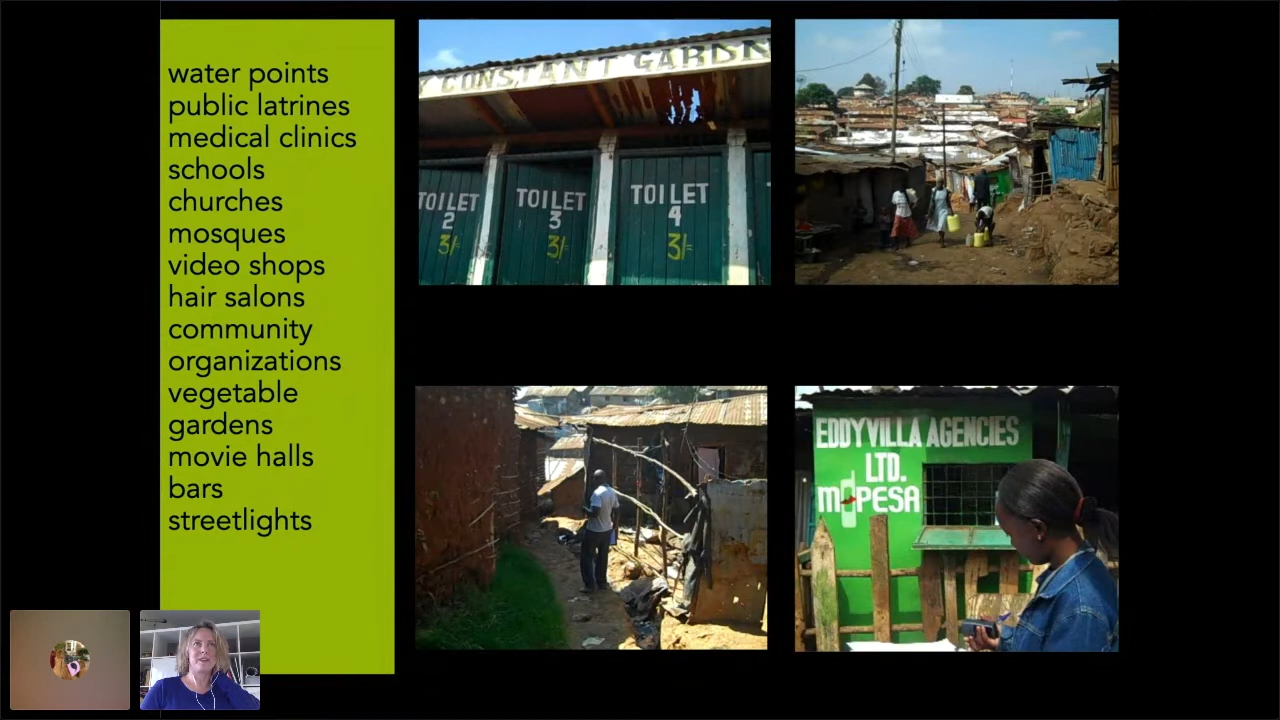 water points
public latrines
medical clinics
schools
churches
mosques
video shops
hair salons
community
organizations
vegetable
gardens
movie halls
bars
streetlights
CONSTANT GARDN
TOILET
2
3/=
TOILET
3
3/=
TOILET
4
3/=
EDDYVILLA AGENCIES
LTD.
M PESA